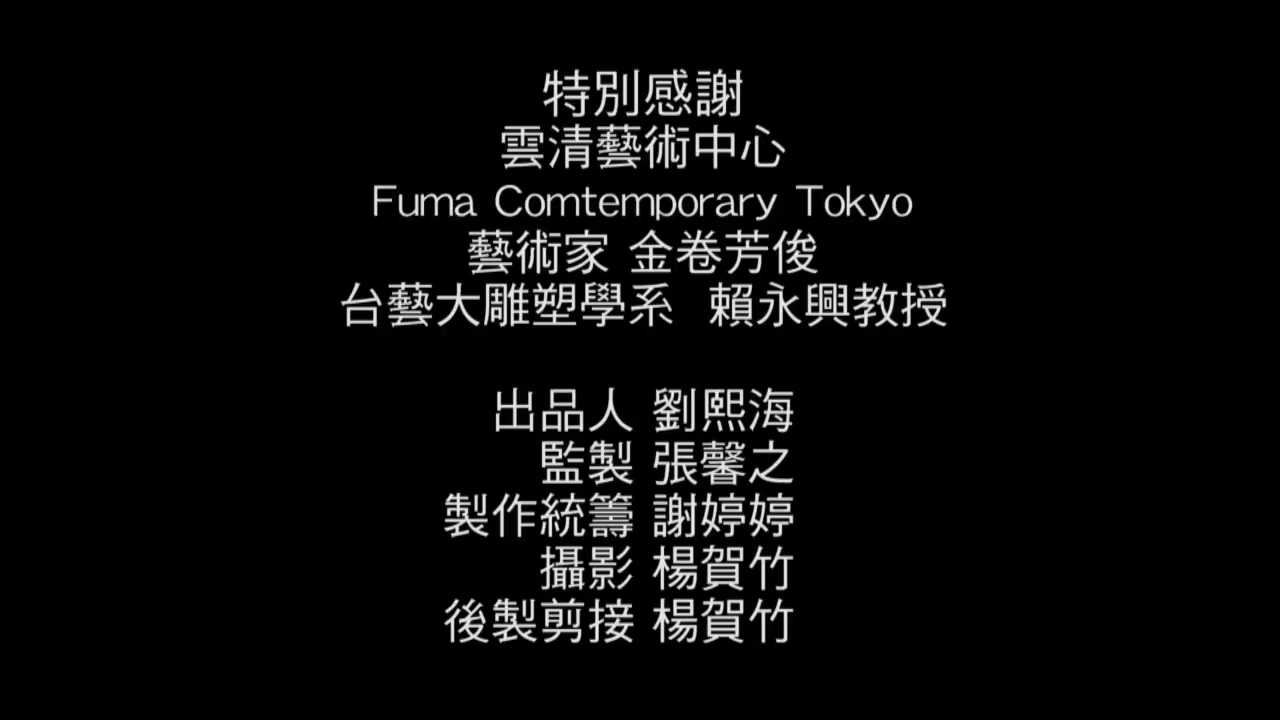 特別感謝
雲清藝術中心
Fuma Comtemporary Tokyo
藝術家 金卷芳俊
台藝大雕塑學系 賴永興教授
出品人 劉熙海
監製 張馨之
製作統籌 謝婷婷
攝影 楊賀竹
後製剪接 楊賀竹